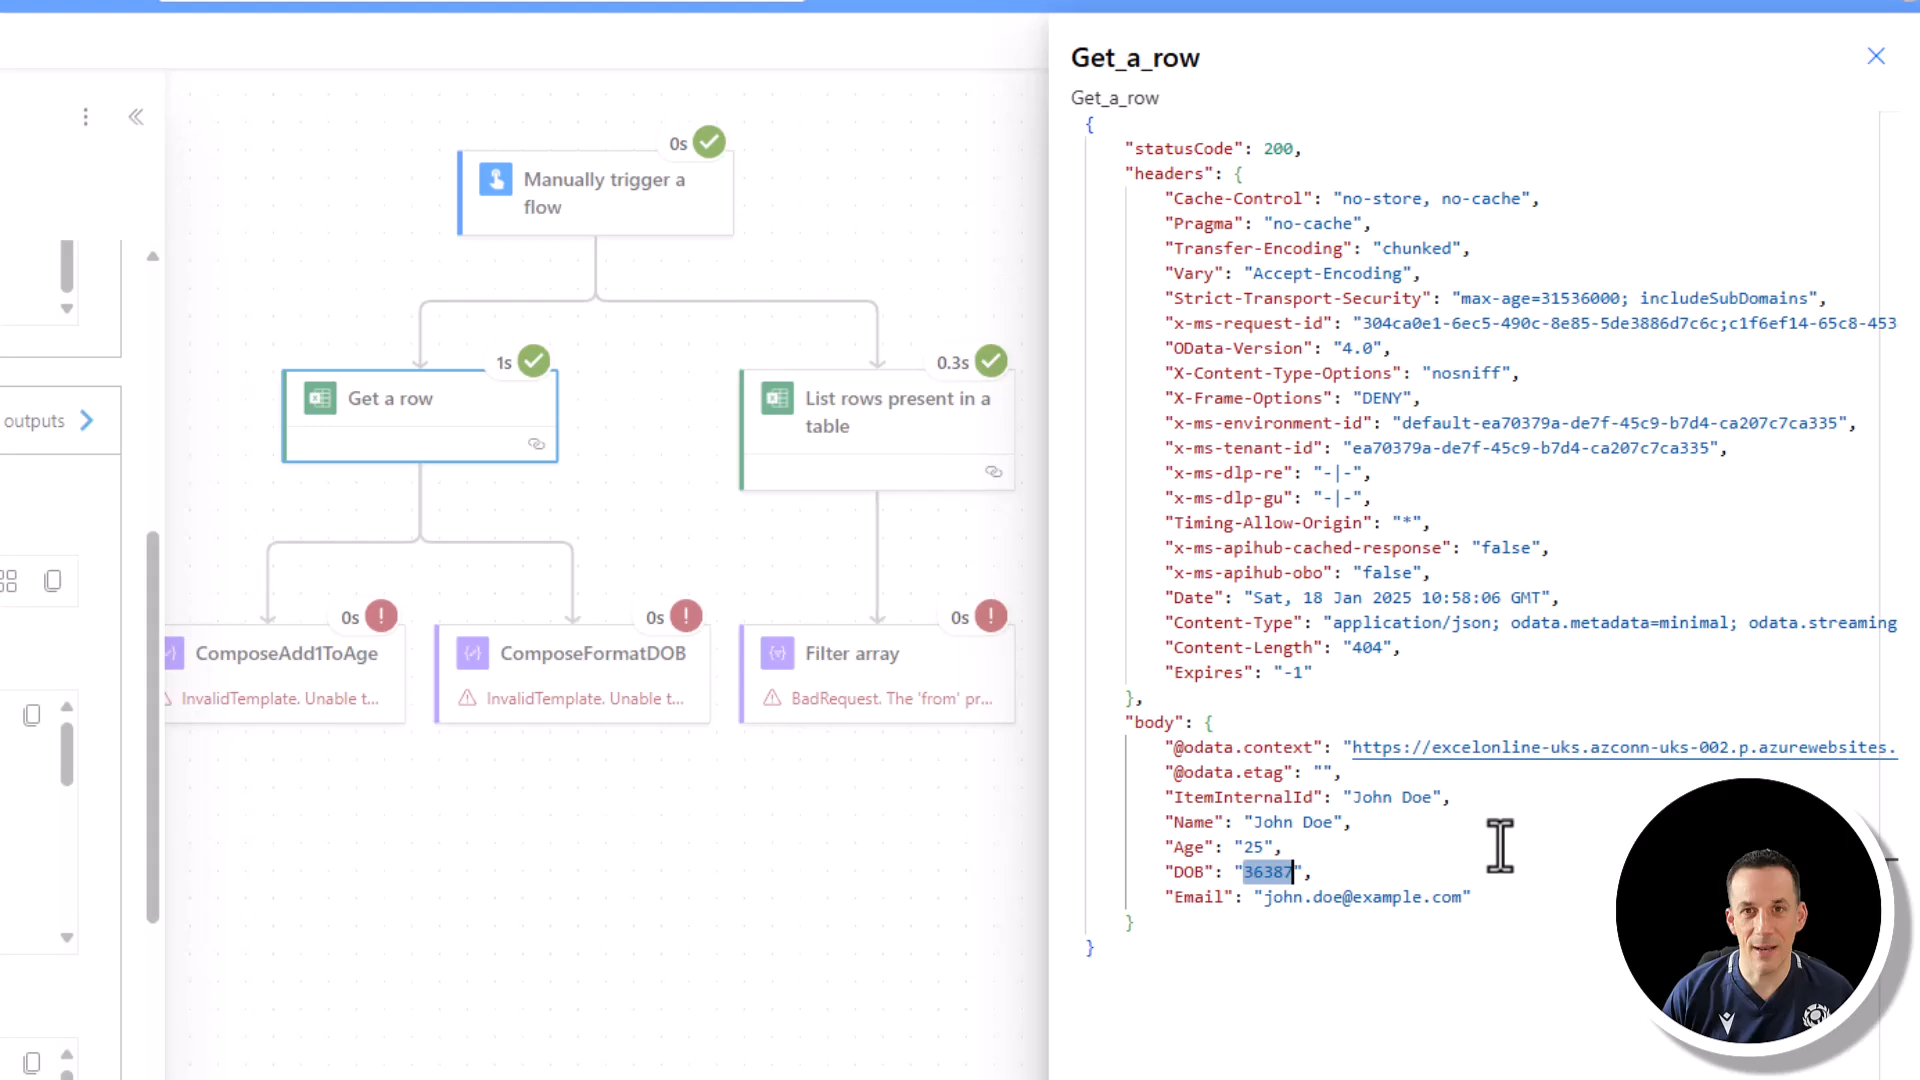 outputs
0s
Manually trigger a
flow
1s
Get a row
0.3s
List rows present in a
table
0s
ComposeAdd1ToAge
InvalidTemplate. Unable t...
0s
ComposeFormatDOB
InvalidTemplate. Unable t...
0s
Filter array
BadRequest. The 'from' pr...
Get_a_row
Get_a_row
{
"statusCode": 200,
"headers": {
"Cache-Control": "no-store, no-cache",
"Pragma": "no-cache",
"Transfer-Encoding": "chunked",
"Vary": "Accept-Encoding",
"Strict-Transport-Security": "max-age=31536000; includeSubDomains",
"x-ms-request-id": "304ca0e1-6ec5-490c-8e85-5de3886d7c6c;c1f6ef14-65c8-453
"OData-Version": "4.0",
"X-Content-Type-Options": "nosniff",
"X-Frame-Options": "DENY",
"x-ms-environment-id": "default-ea70379a-de7f-45c9-b7d4-ca207c7ca335",
"x-ms-tenant-id": "ea70379a-de7f-45c9-b7d4-ca207c7ca335",
"x-ms-dlp-re": "-|-",
"x-ms-dlp-gu": "-|-",
"Timing-Allow-Origin": "*",
"x-ms-apihub-cached-response": "false",
"x-ms-apihub-obo": "false",
"Date": "Sat, 18 Jan 2025 10:58:06 GMT",
"Content-Type": "application/json; odata.metadata=minimal; odata.streaming
"Content-Length": "404",
"Expires": "-1"
},
"body": {
"@odata.context": "https://excelonline-uks.azconn-uks-002.p.azurewebsites.
"@odata.etag": "",
"ItemInternalId": "John Doe",
"Name": "John Doe",
"Age": "25",
"DOB": "36387",
"Email": "john.doe@example.com"
}
}